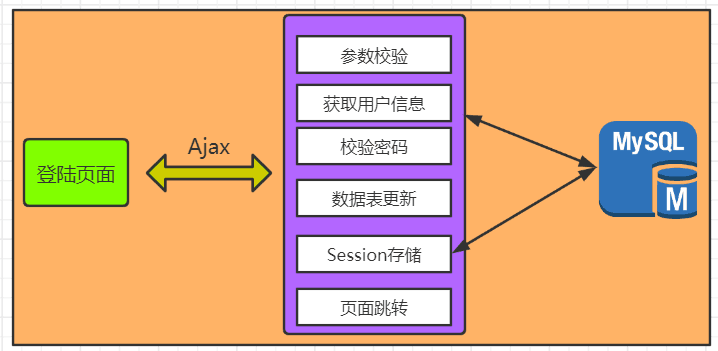 参数校验
获取用户信息
Ajax
校验密码
登陆页面
MySQL
数据表更新
M
Session存储
页面跳转